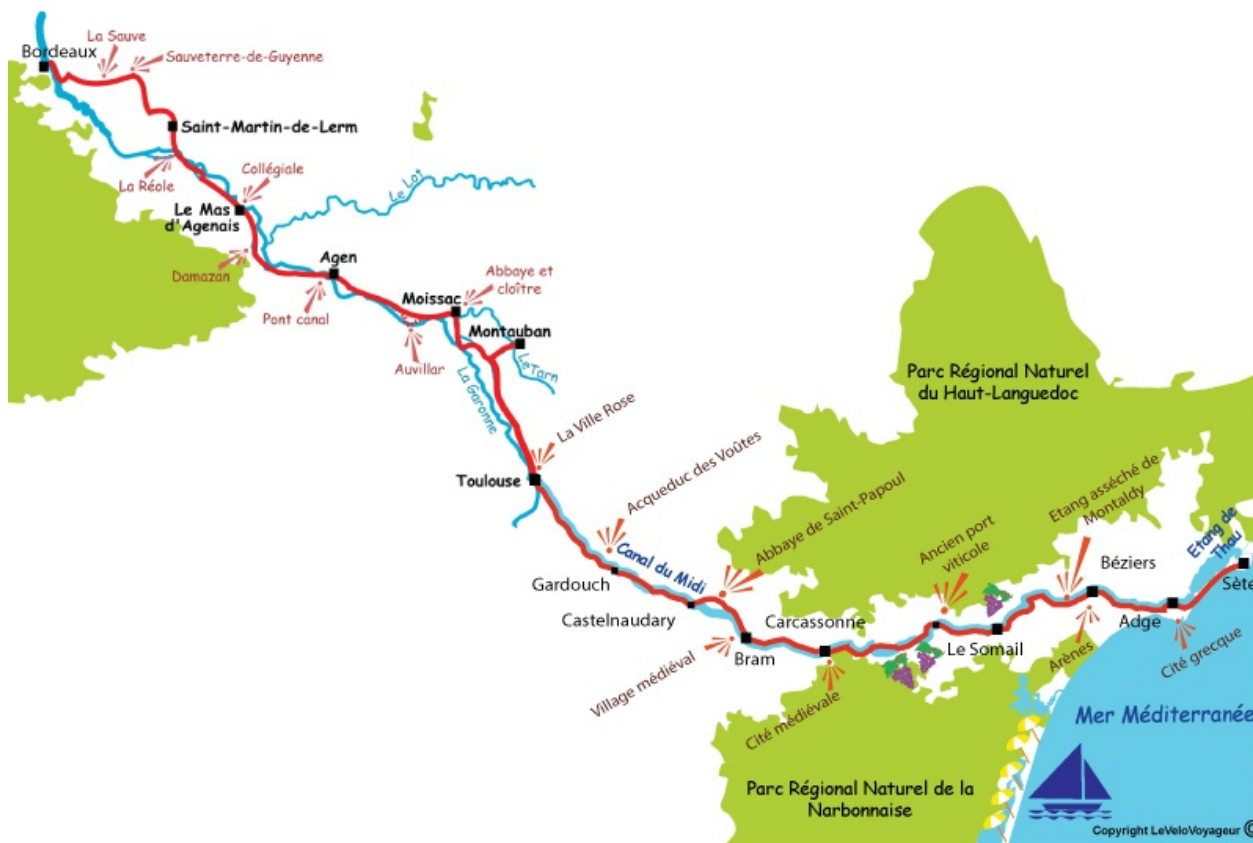 La Sauve
Bordeaux
Sauveterre-de-Guyenne
Saint-Martin-de-Lerm
La Réole
Collégiale
Le Lot
Le Mas
d'Agenais
Damazan
Agen
Pont canal
Abbaye et
cloître
Moissac
Montauban
Auvillar
Le Tarn
La Garonne
La Ville Rose
Toulouse
Acqueduc des Voûtes
Parc Régional Naturel
du Haut-Languedoc
Gardouch
Canal du Midi
Abbaye de Saint-Papoul
Castelnaudary
Village médiéval
Bram
Carcassonne
Cité médiévale
Ancien port
viticole
Le Somail
Etang asséché de
Montaldy
Béziers
Arènes
Adge
Cité grecque
Etang de
Thau
Sète
Mer Méditerranée
Parc Régional Naturel de la
Narbonnaise
Copyright LeVeloVoyageur ©